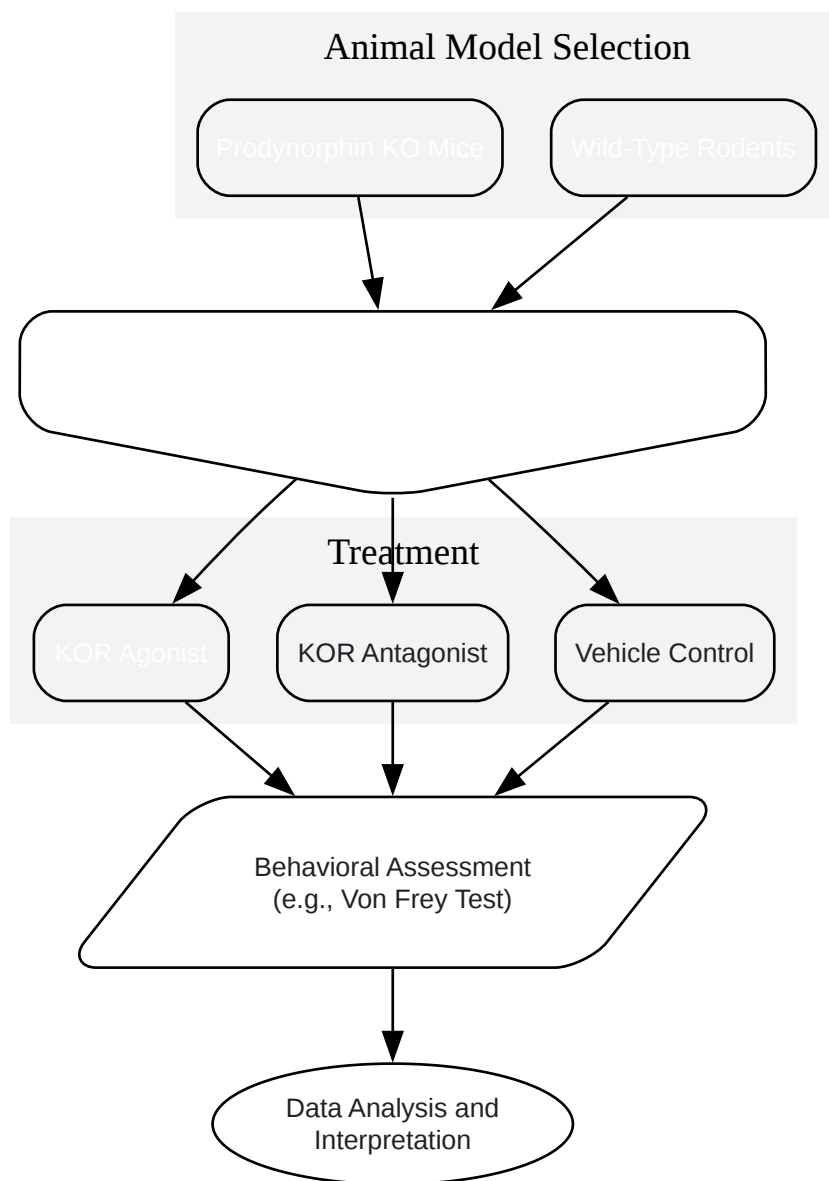 Animal Model Selection
Prodynorphin KO Mice
Wild-Type Rodents
Treatment
KOR Agonist
KOR Antagonist
Vehicle Control
Behavioral Assessment
(e.g., Von Frey Test)
Data Analysis and
Interpretation